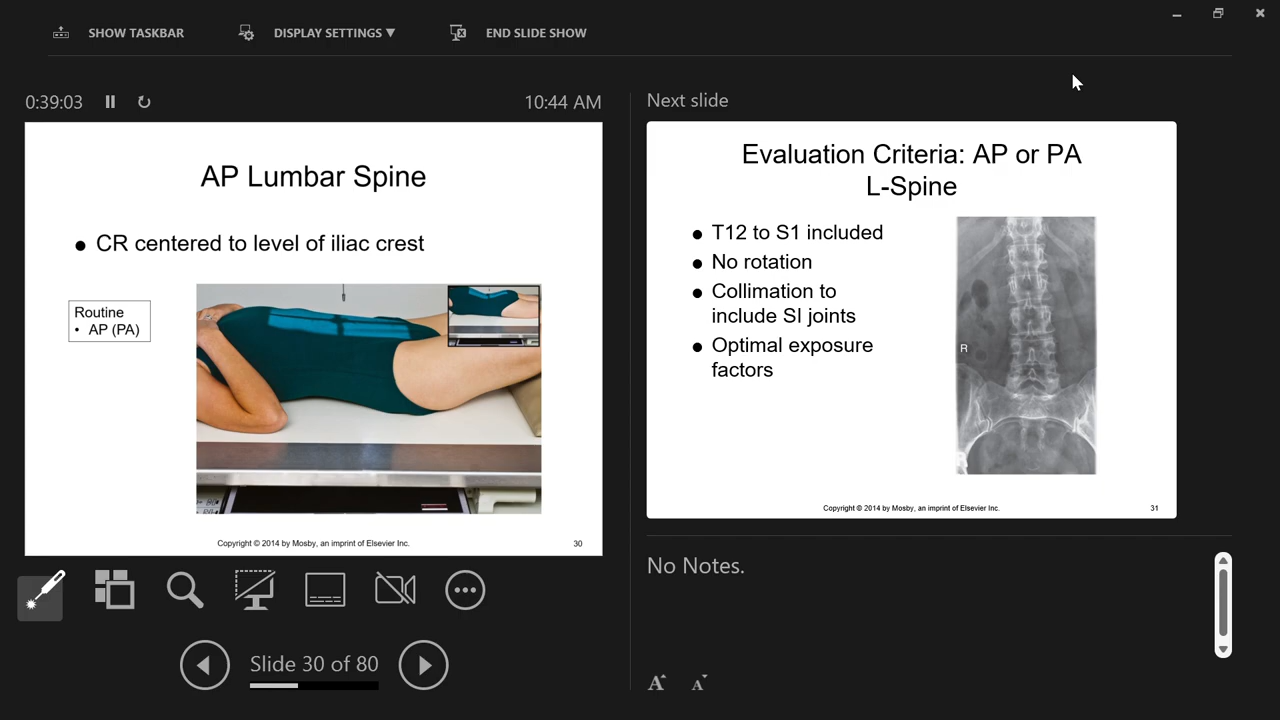 SHOW TASKBAR
DISPLAY SETTINGS ▼
END SLIDE SHOW
0:39:03
10:44 AM
AP Lumbar Spine
● CR centered to level of iliac crest
Routine
• AP (PA)
Copyright © 2014 by Mosby, an imprint of Elsevier Inc.
30
Slide 30 of 80
Next slide
Evaluation Criteria: AP or PA
L-Spine
● T12 to S1 included
● No rotation
● Collimation to
include SI joints
● Optimal exposure
factors
R
Copyright © 2014 by Mosby, an imprint of Elsevier Inc.
31
No Notes.
A
A